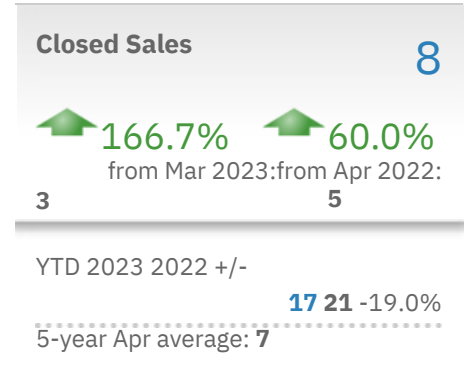 Closed Sales 8
166.7% 60.0%
from Mar 2023:from Apr 2022:
3 5
YTD 2023 2022 +/-
17 21 -19.0%
5-year Apr average: 7